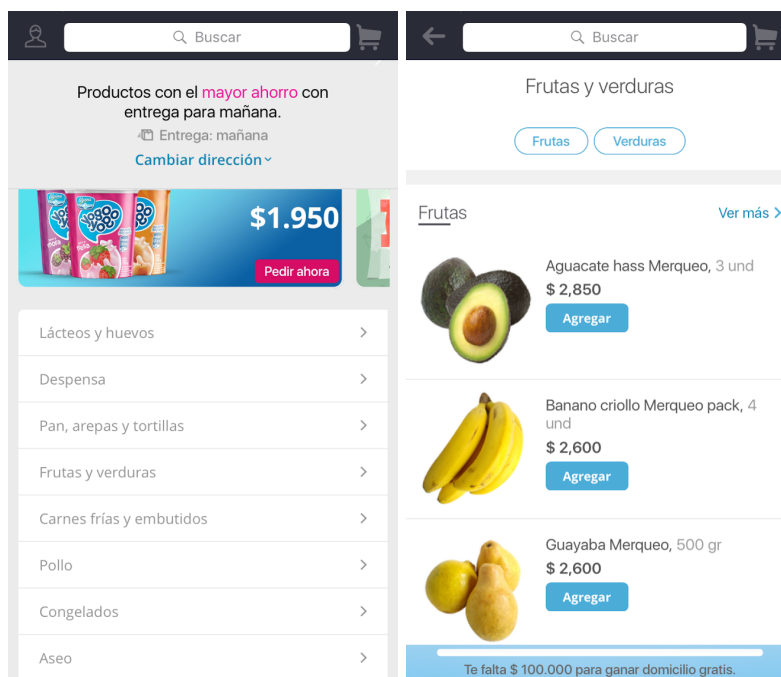 Buscar
Productos con el mayor ahorro con
entrega para mañana.
Entrega: mañana
Cambiar dirección
Yogo
Yogo
$1.950
Pedir ahora
Lácteos y huevos
Despensa
Pan, arepas y tortillas
Frutas y verduras
Carnes frías y embutidos
Pollo
Congelados
Aseo
Buscar
Frutas y verduras
Frutas
Verduras
Frutas
Ver más
Aguacate hass Merqueo, 3 und
$ 2,850
Agregar
Banano criollo Merqueo pack, 4
und
$ 2,600
Agregar
Guayaba Merqueo, 500 gr
$ 2,600
Agregar
Te falta $ 100.000 para ganar domicilio gratis.